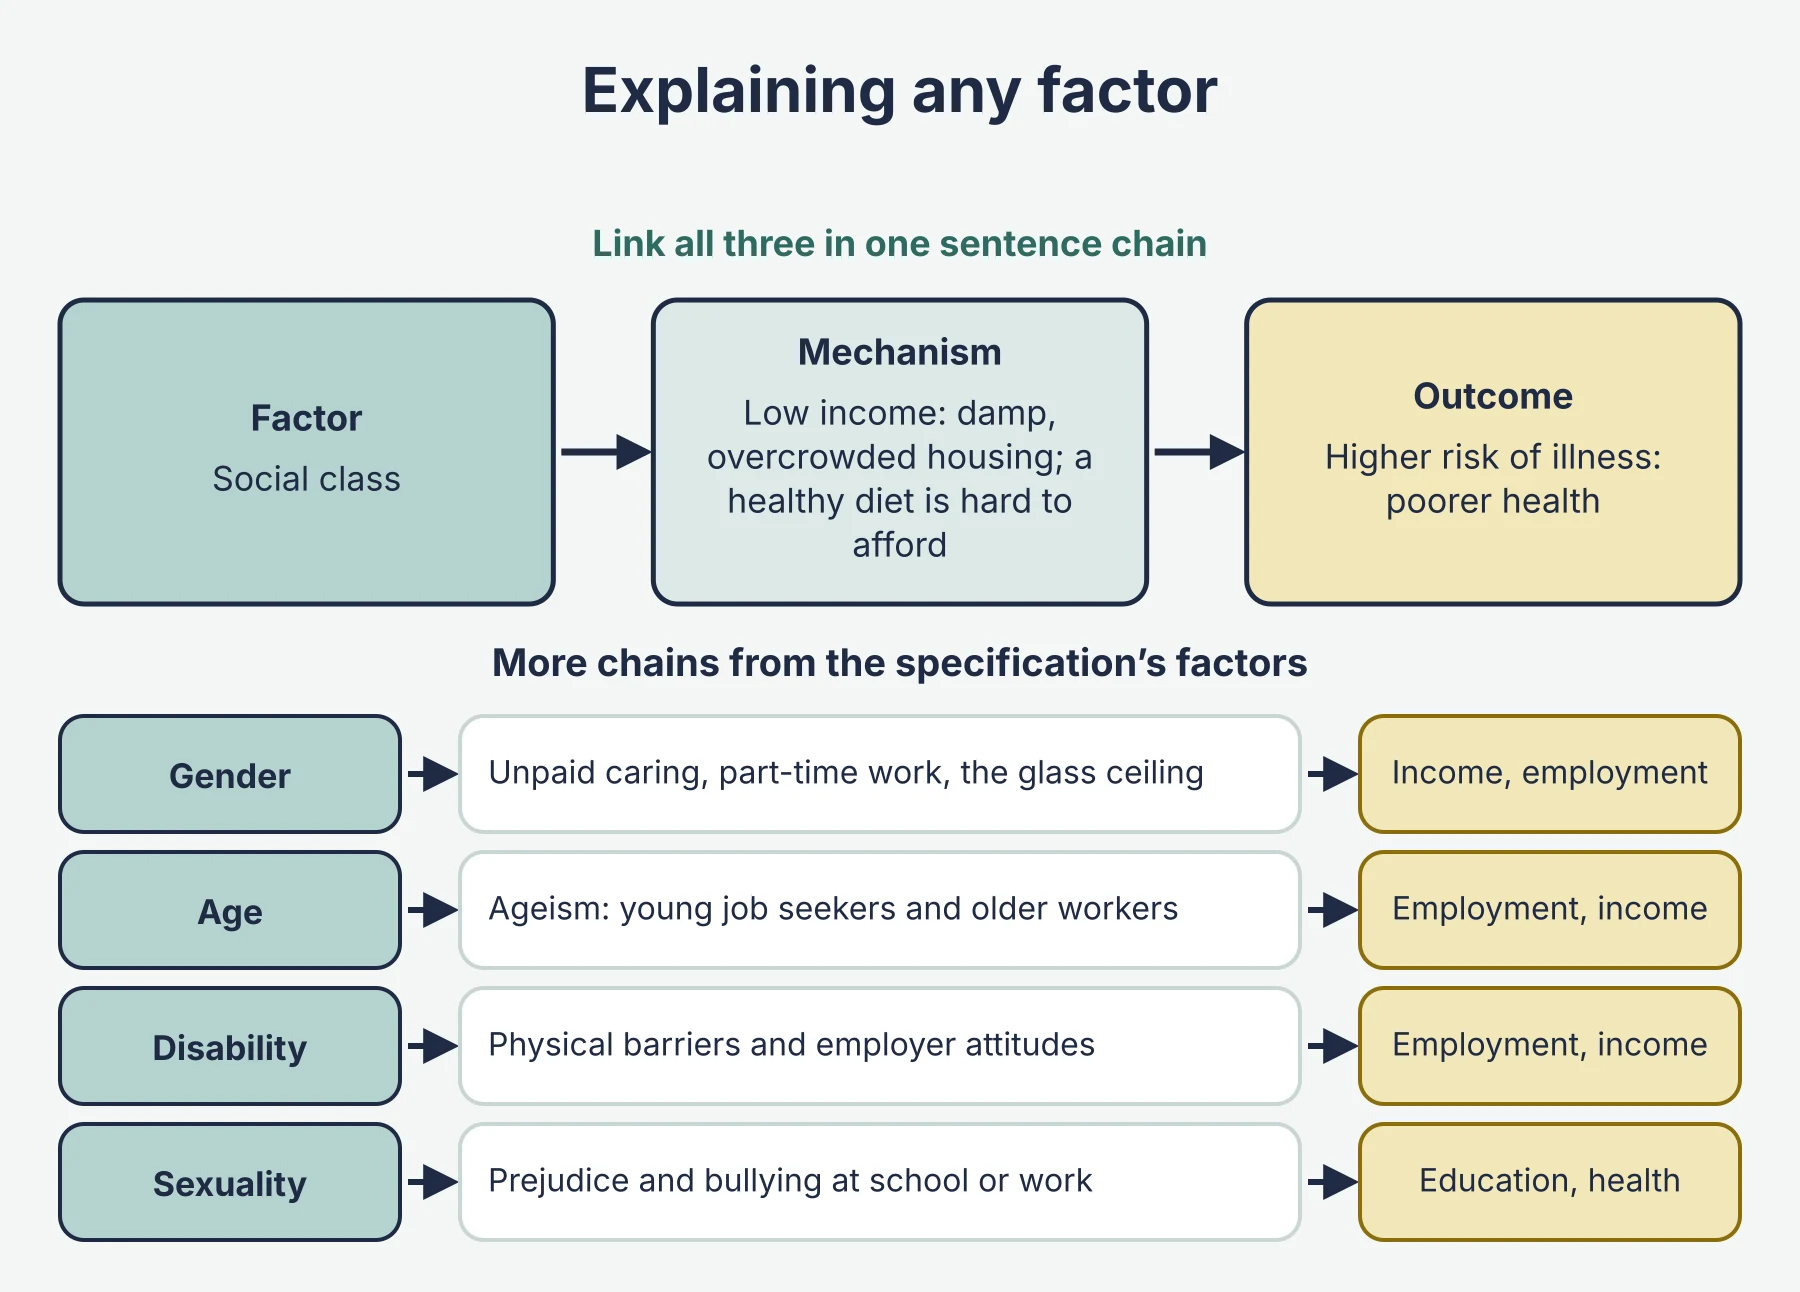 Explaining any factor
Link all three in one sentence chain
Factor
Social class
Mechanism
Low income: damp,
overcrowded housing; a
healthy diet is hard to
afford
Outcome
Higher risk of illness:
poorer health
More chains from the specification’s factors
Gender
Unpaid caring, part-time work, the glass ceiling
Income, employment
Age
Ageism: young job seekers and older workers
Employment, income
Disability
Physical barriers and employer attitudes
Employment, income
Sexuality
Prejudice and bullying at school or work
Education, health